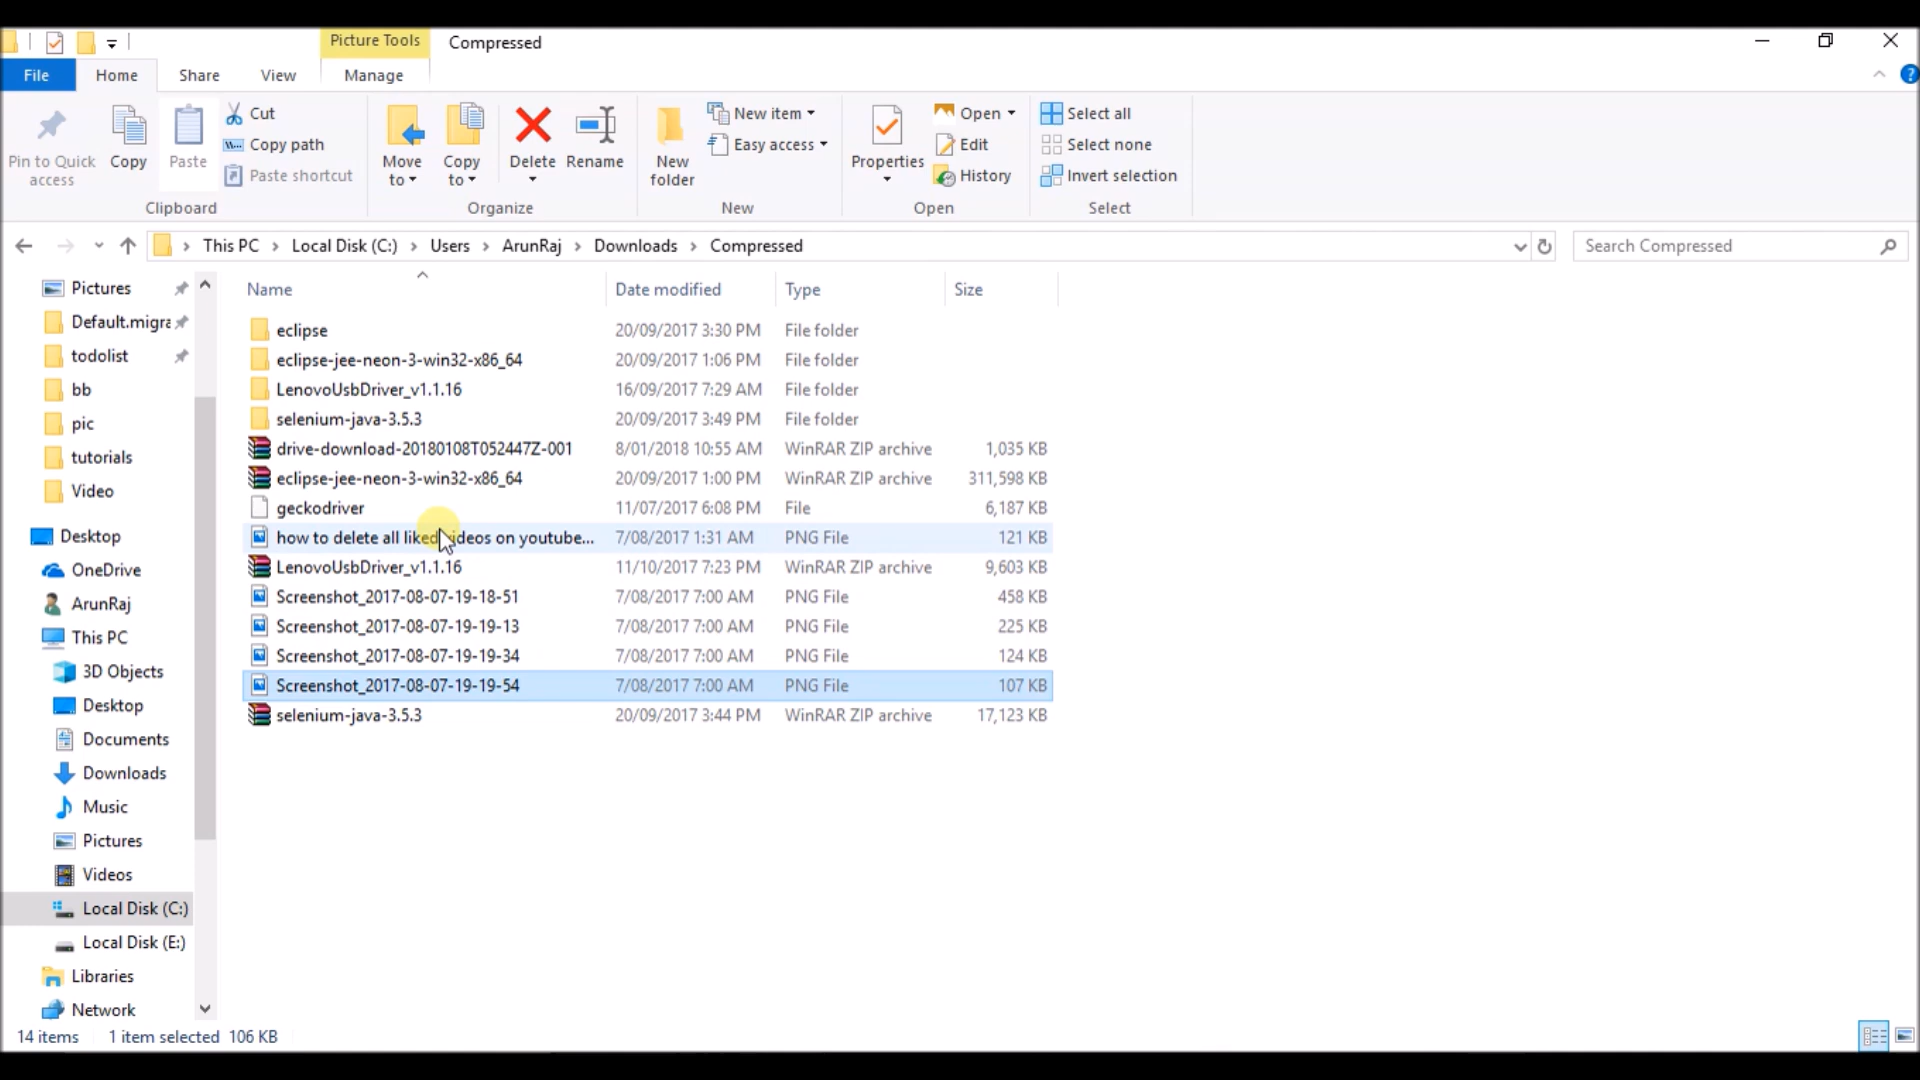 Picture Tools
Compressed
File
Home
Share
View
Manage
Pin to Quick access
Copy
Paste
Cut
Copy path
Paste shortcut
Clipboard
Move to
Copy to
Delete
Rename
Organize
New folder
New item
Easy access
New
Properties
Open
Edit
History
Open
Select all
Select none
Invert selection
Select
This PC > Local Disk (C:) > Users > ArunRaj > Downloads > Compressed
Search Compressed
Pictures
Default.migra
todolist
bb
pic
tutorials
Video
Desktop
OneDrive
ArunRaj
This PC
3D Objects
Desktop
Documents
Downloads
Music
Pictures
Videos
Local Disk (C:)
Local Disk (E:)
Libraries
Network
Name Date modified Type Size
eclipse 20/09/2017 3:30 PM File folder
eclipse-jee-neon-3-win32-x86_64 20/09/2017 1:06 PM File folder
LenovoUsbDriver_v1.1.16 16/09/2017 7:29 AM File folder
selenium-java-3.5.3 20/09/2017 3:49 PM File folder
drive-download-20180108T052447Z-001 8/01/2018 10:55 AM WinRAR ZIP archive 1,035 KB
eclipse-jee-neon-3-win32-x86_64 20/09/2017 1:00 PM WinRAR ZIP archive 311,598 KB
geckodriver 11/07/2017 6:08 PM File 6,187 KB
how to delete all liked videos on youtube... 7/08/2017 1:31 AM PNG File 121 KB
LenovoUsbDriver_v1.1.16 11/10/2017 7:23 PM WinRAR ZIP archive 9,603 KB
Screenshot_2017-08-07-19-18-51 7/08/2017 7:00 AM PNG File 458 KB
Screenshot_2017-08-07-19-19-13 7/08/2017 7:00 AM PNG File 225 KB
Screenshot_2017-08-07-19-19-34 7/08/2017 7:00 AM PNG File 124 KB
Screenshot_2017-08-07-19-19-54 7/08/2017 7:00 AM PNG File 107 KB
selenium-java-3.5.3 20/09/2017 3:44 PM WinRAR ZIP archive 17,123 KB
14 items 1 item selected 106 KB